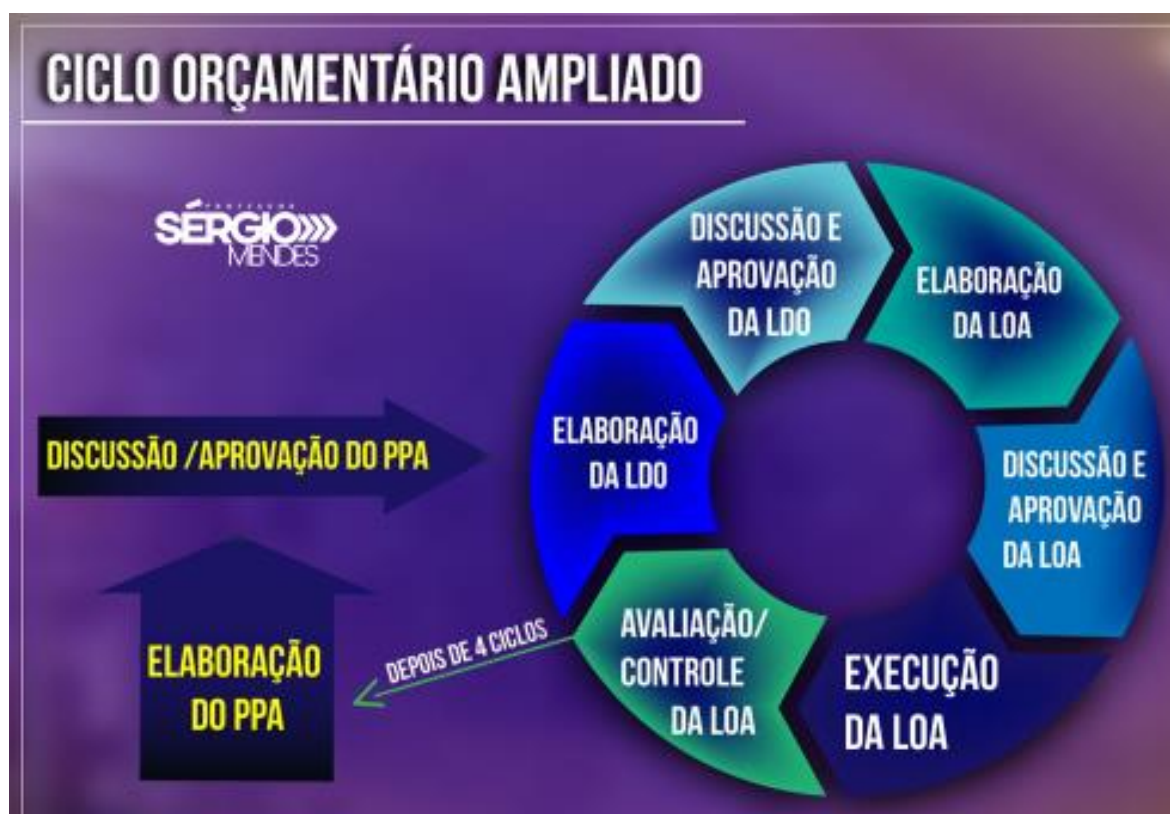 CICLO ORÇAMENTÁRIO AMPLIADO
PROFESSOR
SÉRGIO
MENDES
DISCUSSÃO E
APROVAÇÃO
DA LDO
ELABORAÇÃO
DA LOA
ELABORAÇÃO
DA LDO
DISCUSSÃO /APROVAÇÃO DO PPA
DISCUSSÃO E
APROVAÇÃO
DA LOA
AVALIAÇÃO/
CONTROLE
DA LOA
EXECUÇÃO
DA LOA
DEPOIS DE 4 CICLOS
ELABORAÇÃO
DO PPA